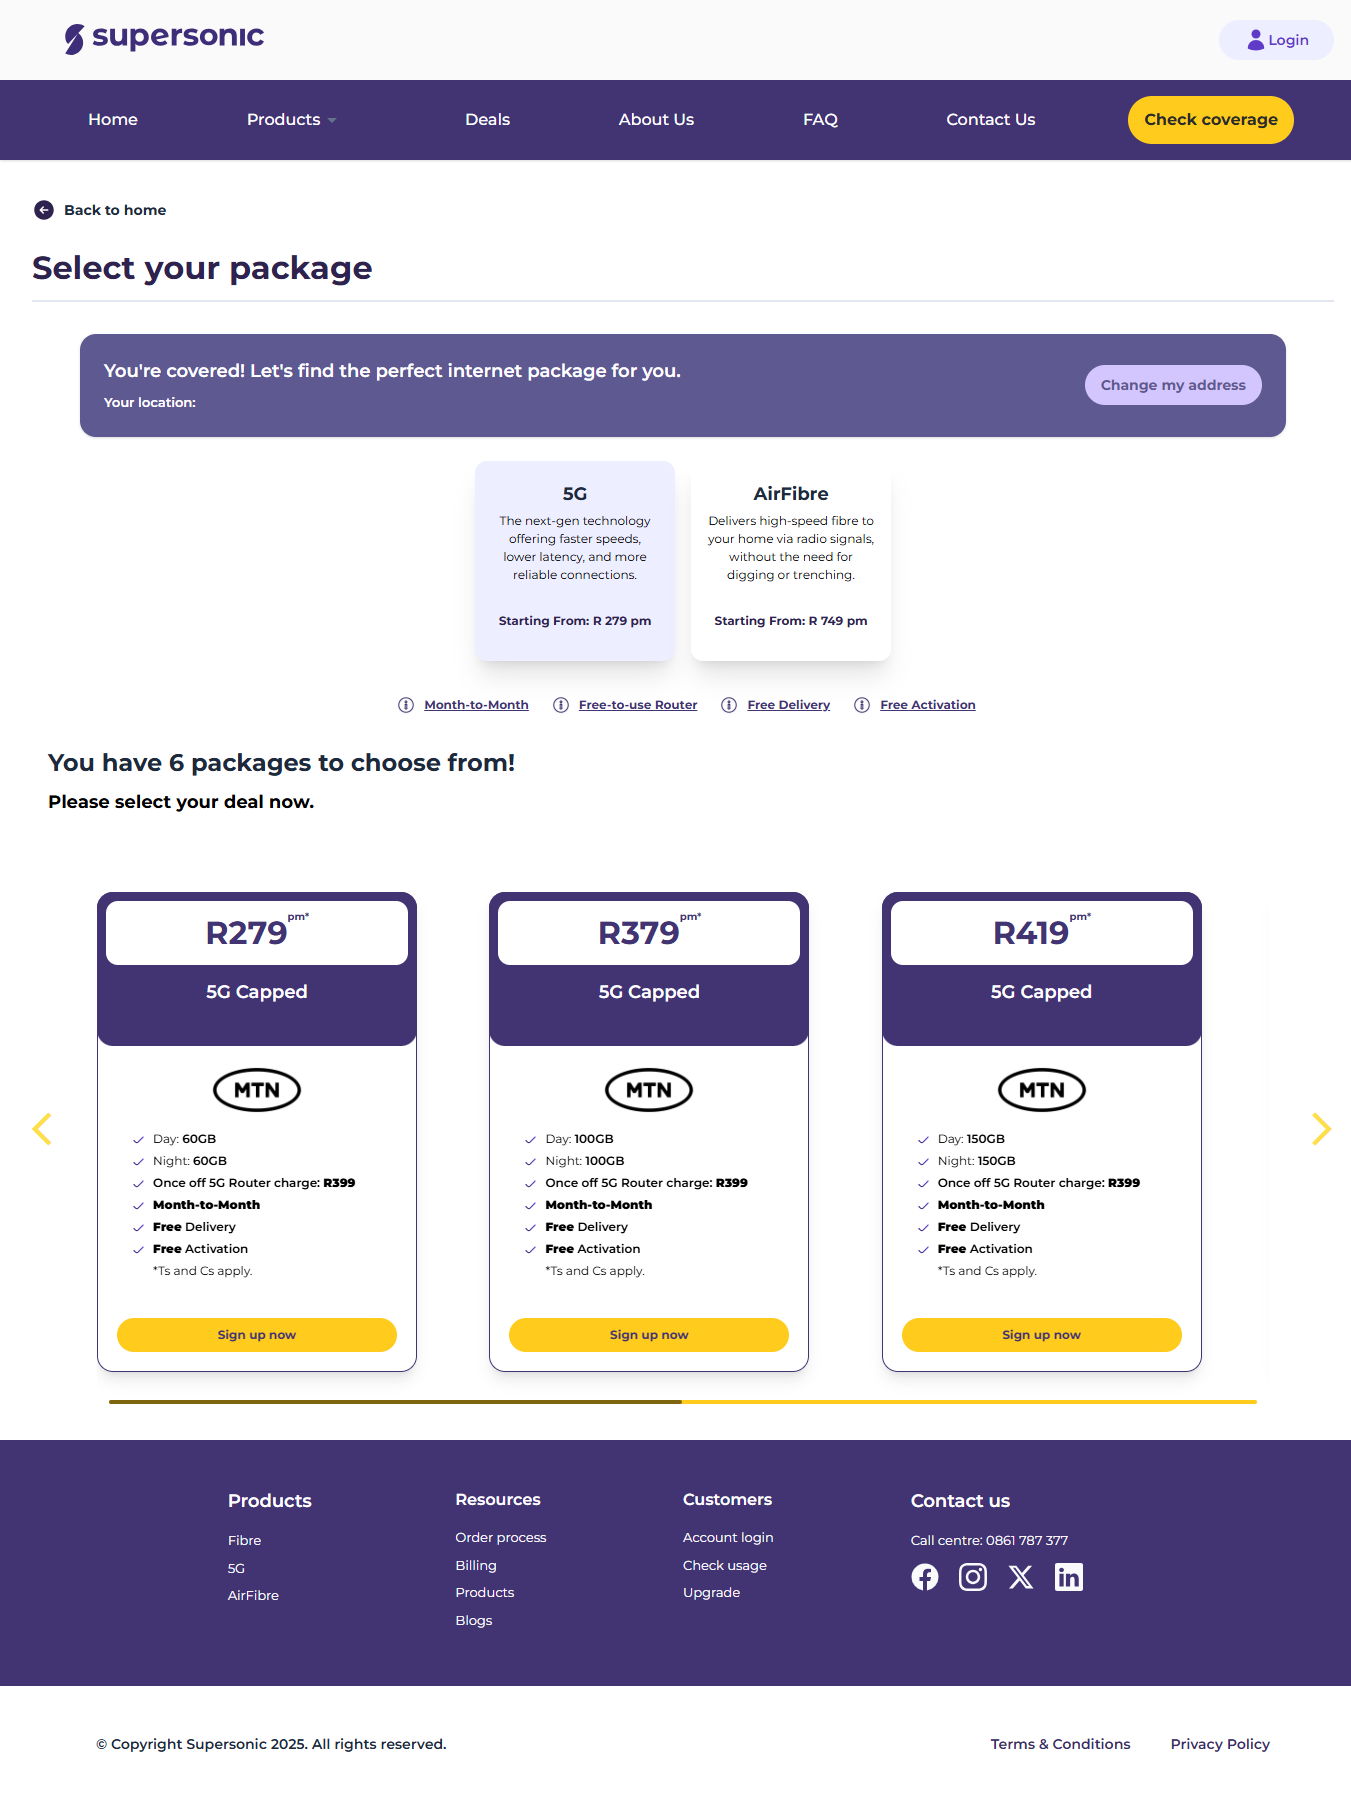 supersonic
Login
Home
Products
Deals
About Us
FAQ
Contact Us
Check coverage
Back to home
Select your package
You're covered! Let's find the perfect internet package for you.
Your location:
Change my address
5G
The next-gen technology
offering faster speeds,
lower latency, and more
reliable connections.
Starting From: R 279 pm
AirFibre
Delivers high-speed fibre to
your home via radio signals,
without the need for
digging or trenching.
Starting From: R 749 pm
Month-to-Month
Free-to-use Router
Free Delivery
Free Activation
You have 6 packages to choose from!
Please select your deal now.
R279 pm*
5G Capped
MTN
Day: 60GB
Night: 60GB
Once off 5G Router charge: R399
Month-to-Month
Free Delivery
Free Activation
*Ts and Cs apply.
Sign up now
R379 pm*
5G Capped
MTN
Day: 100GB
Night: 100GB
Once off 5G Router charge: R399
Month-to-Month
Free Delivery
Free Activation
*Ts and Cs apply.
Sign up now
R419 pm*
5G Capped
MTN
Day: 150GB
Night: 150GB
Once off 5G Router charge: R399
Month-to-Month
Free Delivery
Free Activation
*Ts and Cs apply.
Sign up now
Products
Fibre
5G
AirFibre
Resources
Order process
Billing
Products
Blogs
Customers
Account login
Check usage
Upgrade
Contact us
Call centre: 0861 787 377
© Copyright Supersonic 2025. All rights reserved.
Terms & Conditions
Privacy Policy